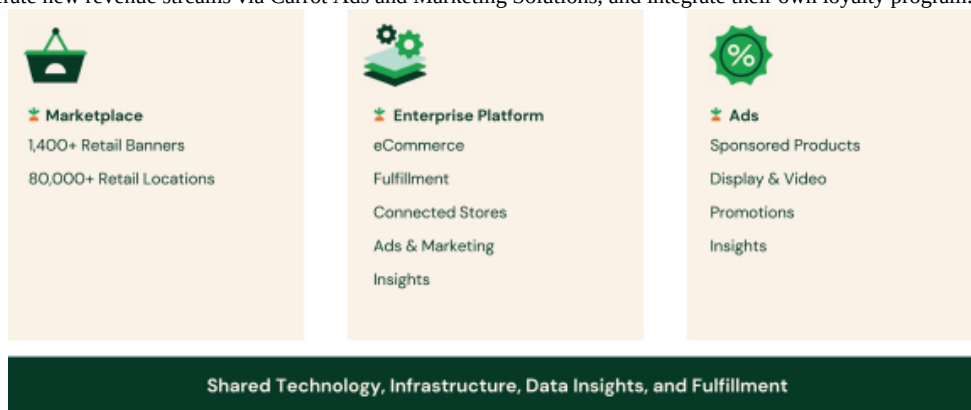 new revenue streams via Carrot Ads and Marketing Solutions, and integrate their own loyalty program
Marketplace
1,400+ Retail Banners
80,000+ Retail Locations
Enterprise Platform
eCommerce
Fulfillment
Connected Stores
Ads & Marketing
Insights
%
Ads
Sponsored Products
Display & Video
Promotions
Insights
Shared Technology, Infrastructure, Data Insights, and Fulfillment